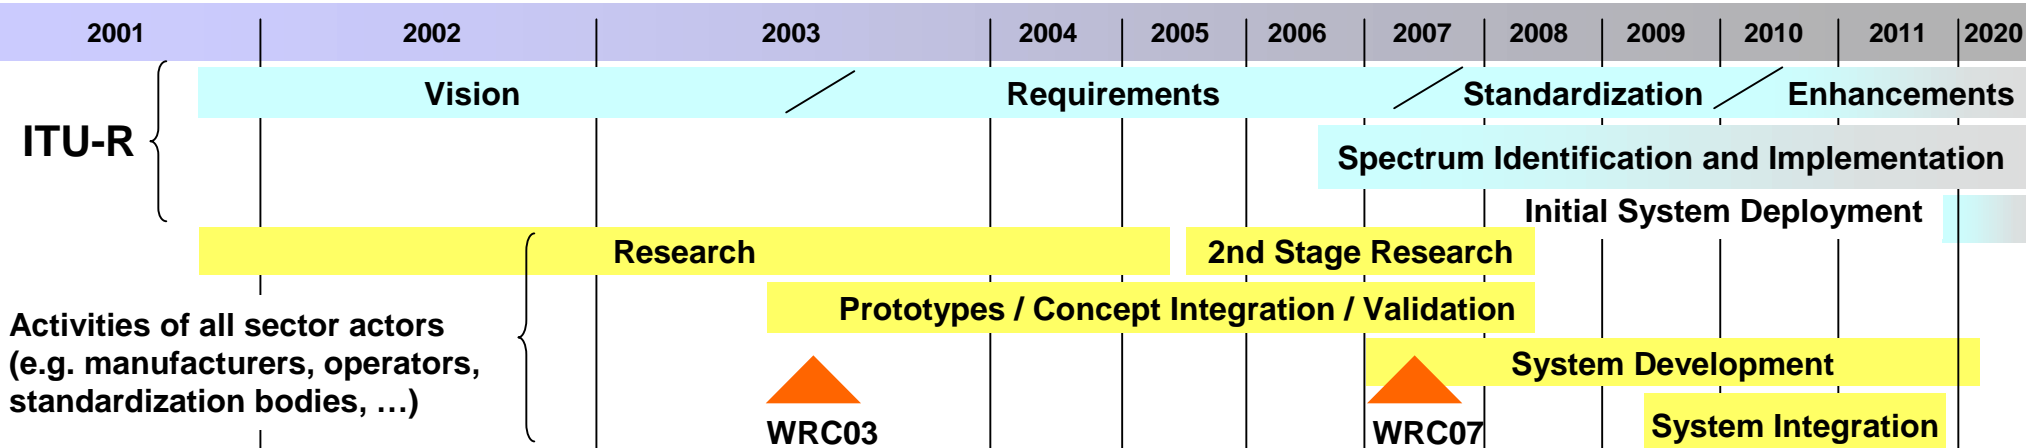 2001 2002 2003 2004 2005 2006 2007 2008 2009 2010 2011 2020
Vision Requirements Standardization Enhancements
ITU-R
Spectrum Identification and Implementation
Initial System Deployment
Research 2nd Stage Research
Prototypes / Concept Integration / Validation
Activities of all sector actors
(e.g. manufacturers, operators,
standardization bodies, …)
System Development
WRC03 WRC07 System Integration